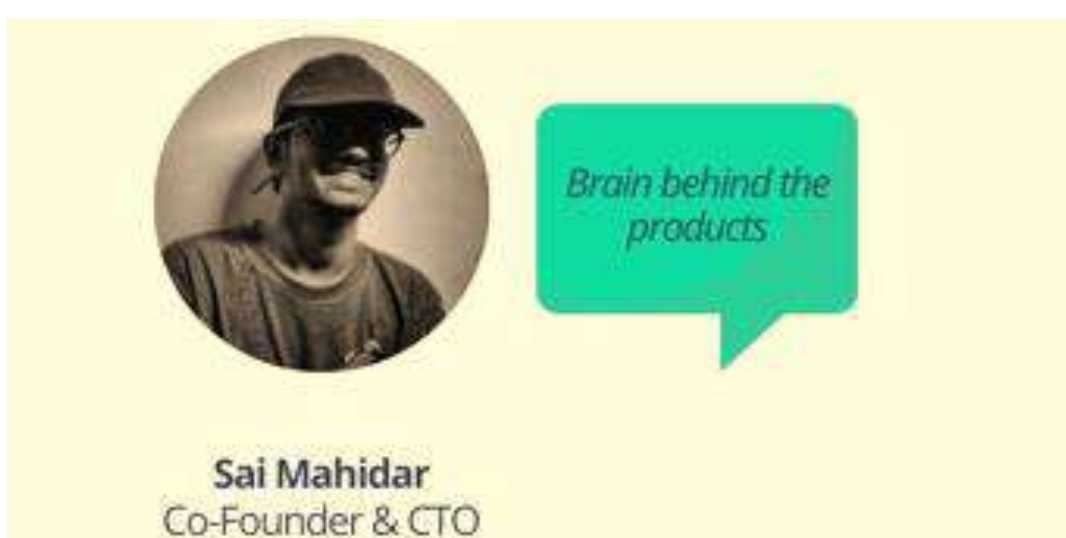 Brain behind the
products
Sai Mahidar
Co-Founder & CTO